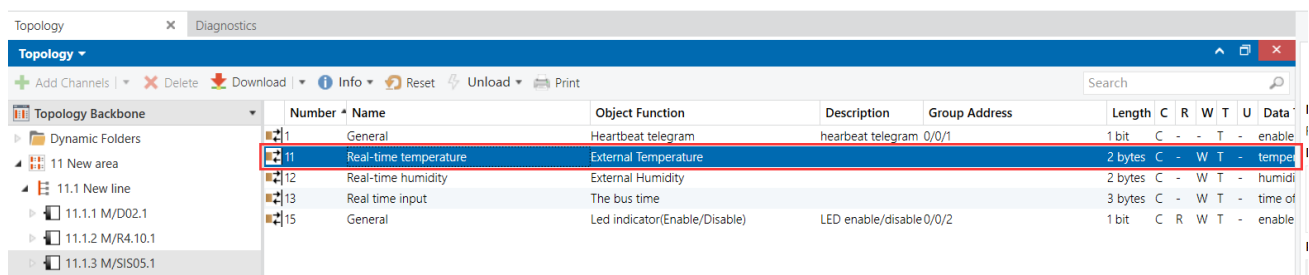 Topology × Diagnostics
Topology
Add Channels Delete Download Info Reset Unload Print Search
Topology Backbone Number Name Object Function Description Group Address Length C R W T U Data
Dynamic Folders 1 General Heartbeat telegram hearbeat telegram 0/0/1 1 bit C - - T - enable
11 New area 11 Real-time temperature External Temperature 2 bytes C - W T - temper
11.1 New line 12 Real-time humidity External Humidity 2 bytes C - W T - humidi
11.1.1 M/D02.1 13 Real time input The bus time 3 bytes C - W T - time of
11.1.2 M/R4.10.1 15 General Led indicator(Enable/Disable) LED enable/disable 0/0/2 1 bit C R W T - enable
11.1.3 M/SIS05.1